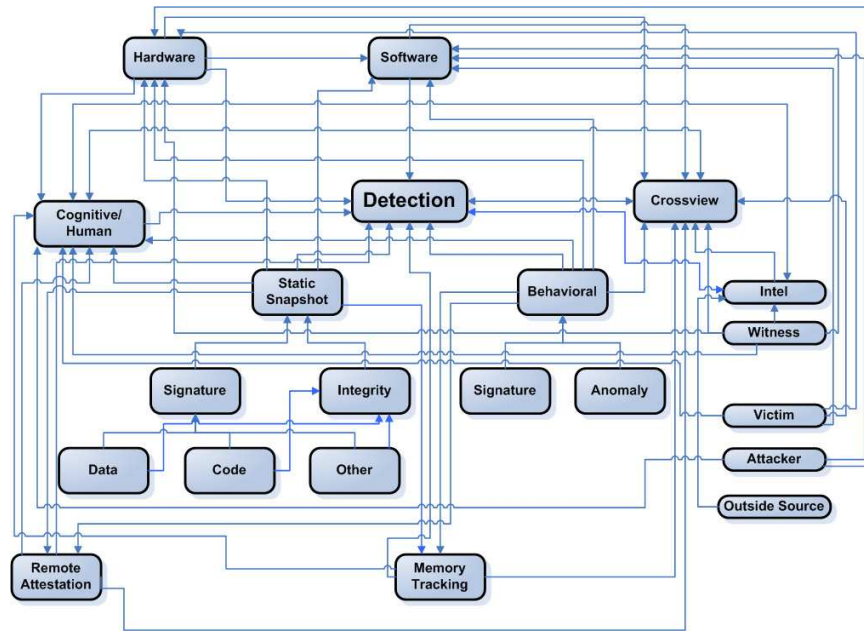 Hardware
Software
Detection
Crossview
Cognitive/
Human
Static
Snapshot
Behavioral
Intel
Witness
Signature
Integrity
Signature
Anomaly
Victim
Data
Code
Other
Attacker
Outside Source
Remote
Attestation
Memory
Tracking